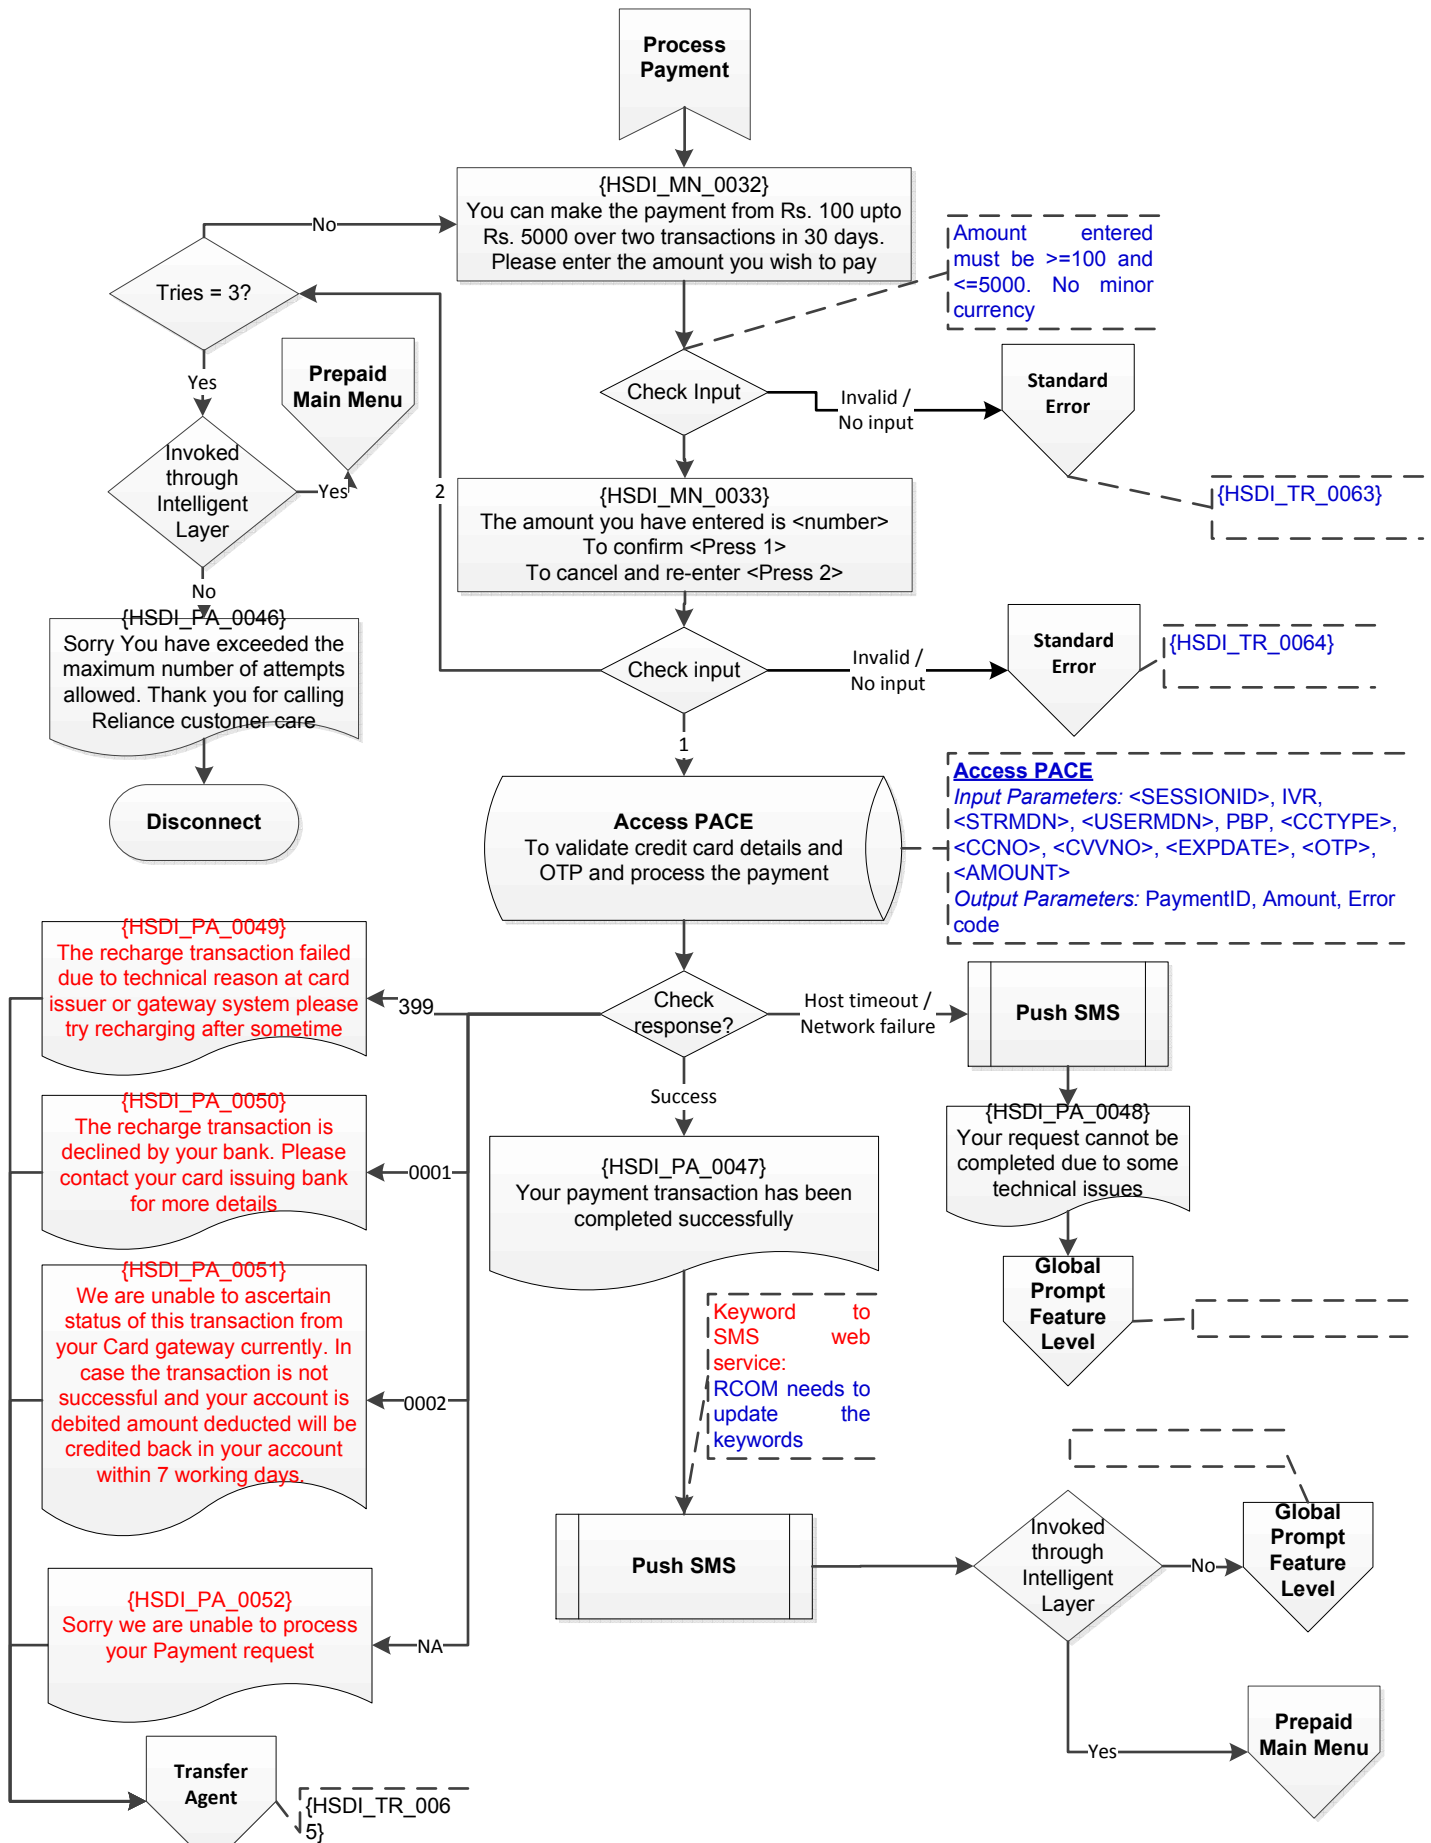 Process
Payment
{HSDI_MN_0032}
You can make the payment from Rs. 100 upto
Rs. 5000 over two transactions in 30 days.
Please enter the amount you wish to pay
No
Amount entered
must be >=100 and
<=5000. No minor
currency
Tries = 3?
Yes
Prepaid
Main Menu
Check Input
Invalid /
No input
Standard
Error
{HSDI_TR_0063}
Invoked
through
Intelligent
Layer
Yes
2
{HSDI_MN_0033}
The amount you have entered is <number>
To confirm <Press 1>
To cancel and re-enter <Press 2>
No
{HSDI_PA_0046}
Sorry You have exceeded the
maximum number of attempts
allowed. Thank you for calling
Reliance customer care
Check input
Invalid /
No input
Standard
Error
{HSDI_TR_0064}
1
Disconnect
Access PACE
To validate credit card details and
OTP and process the payment
Access PACE
Input Parameters: <SESSIONID>, IVR,
<STRMDN>, <USERMDN>, PBP, <CCTYPE>,
<CCNO>, <CVVNO>, <EXPDATE>, <OTP>,
<AMOUNT>
Output Parameters: PaymentID, Amount, Error
code
{HSDI_PA_0049}
The recharge transaction failed
due to technical reason at card
issuer or gateway system please
try recharging after sometime
399
Check
response?
Host timeout /
Network failure
Push SMS
Success
{HSDI_PA_0050}
The recharge transaction is
declined by your bank. Please
contact your card issuing bank
for more details
0001
{HSDI_PA_0047}
Your payment transaction has been
completed successfully
{HSDI_PA_0048}
Your request cannot be
completed due to some
technical issues
Global
Prompt
Feature
Level
{HSDI_PA_0051}
We are unable to ascertain
status of this transaction from
your Card gateway currently. In
case the transaction is not
successful and your account is
debited amount deducted will be
credited back in your account
within 7 working days.
0002
Keyword to
SMS web
service:
RCOM needs to
update the
keywords
Push SMS
Invoked
through
Intelligent
Layer
No
Global
Prompt
Feature
Level
{HSDI_PA_0052}
Sorry we are unable to process
your Payment request
NA
Yes
Prepaid
Main Menu
Transfer
Agent
{HSDI_TR_006
5}